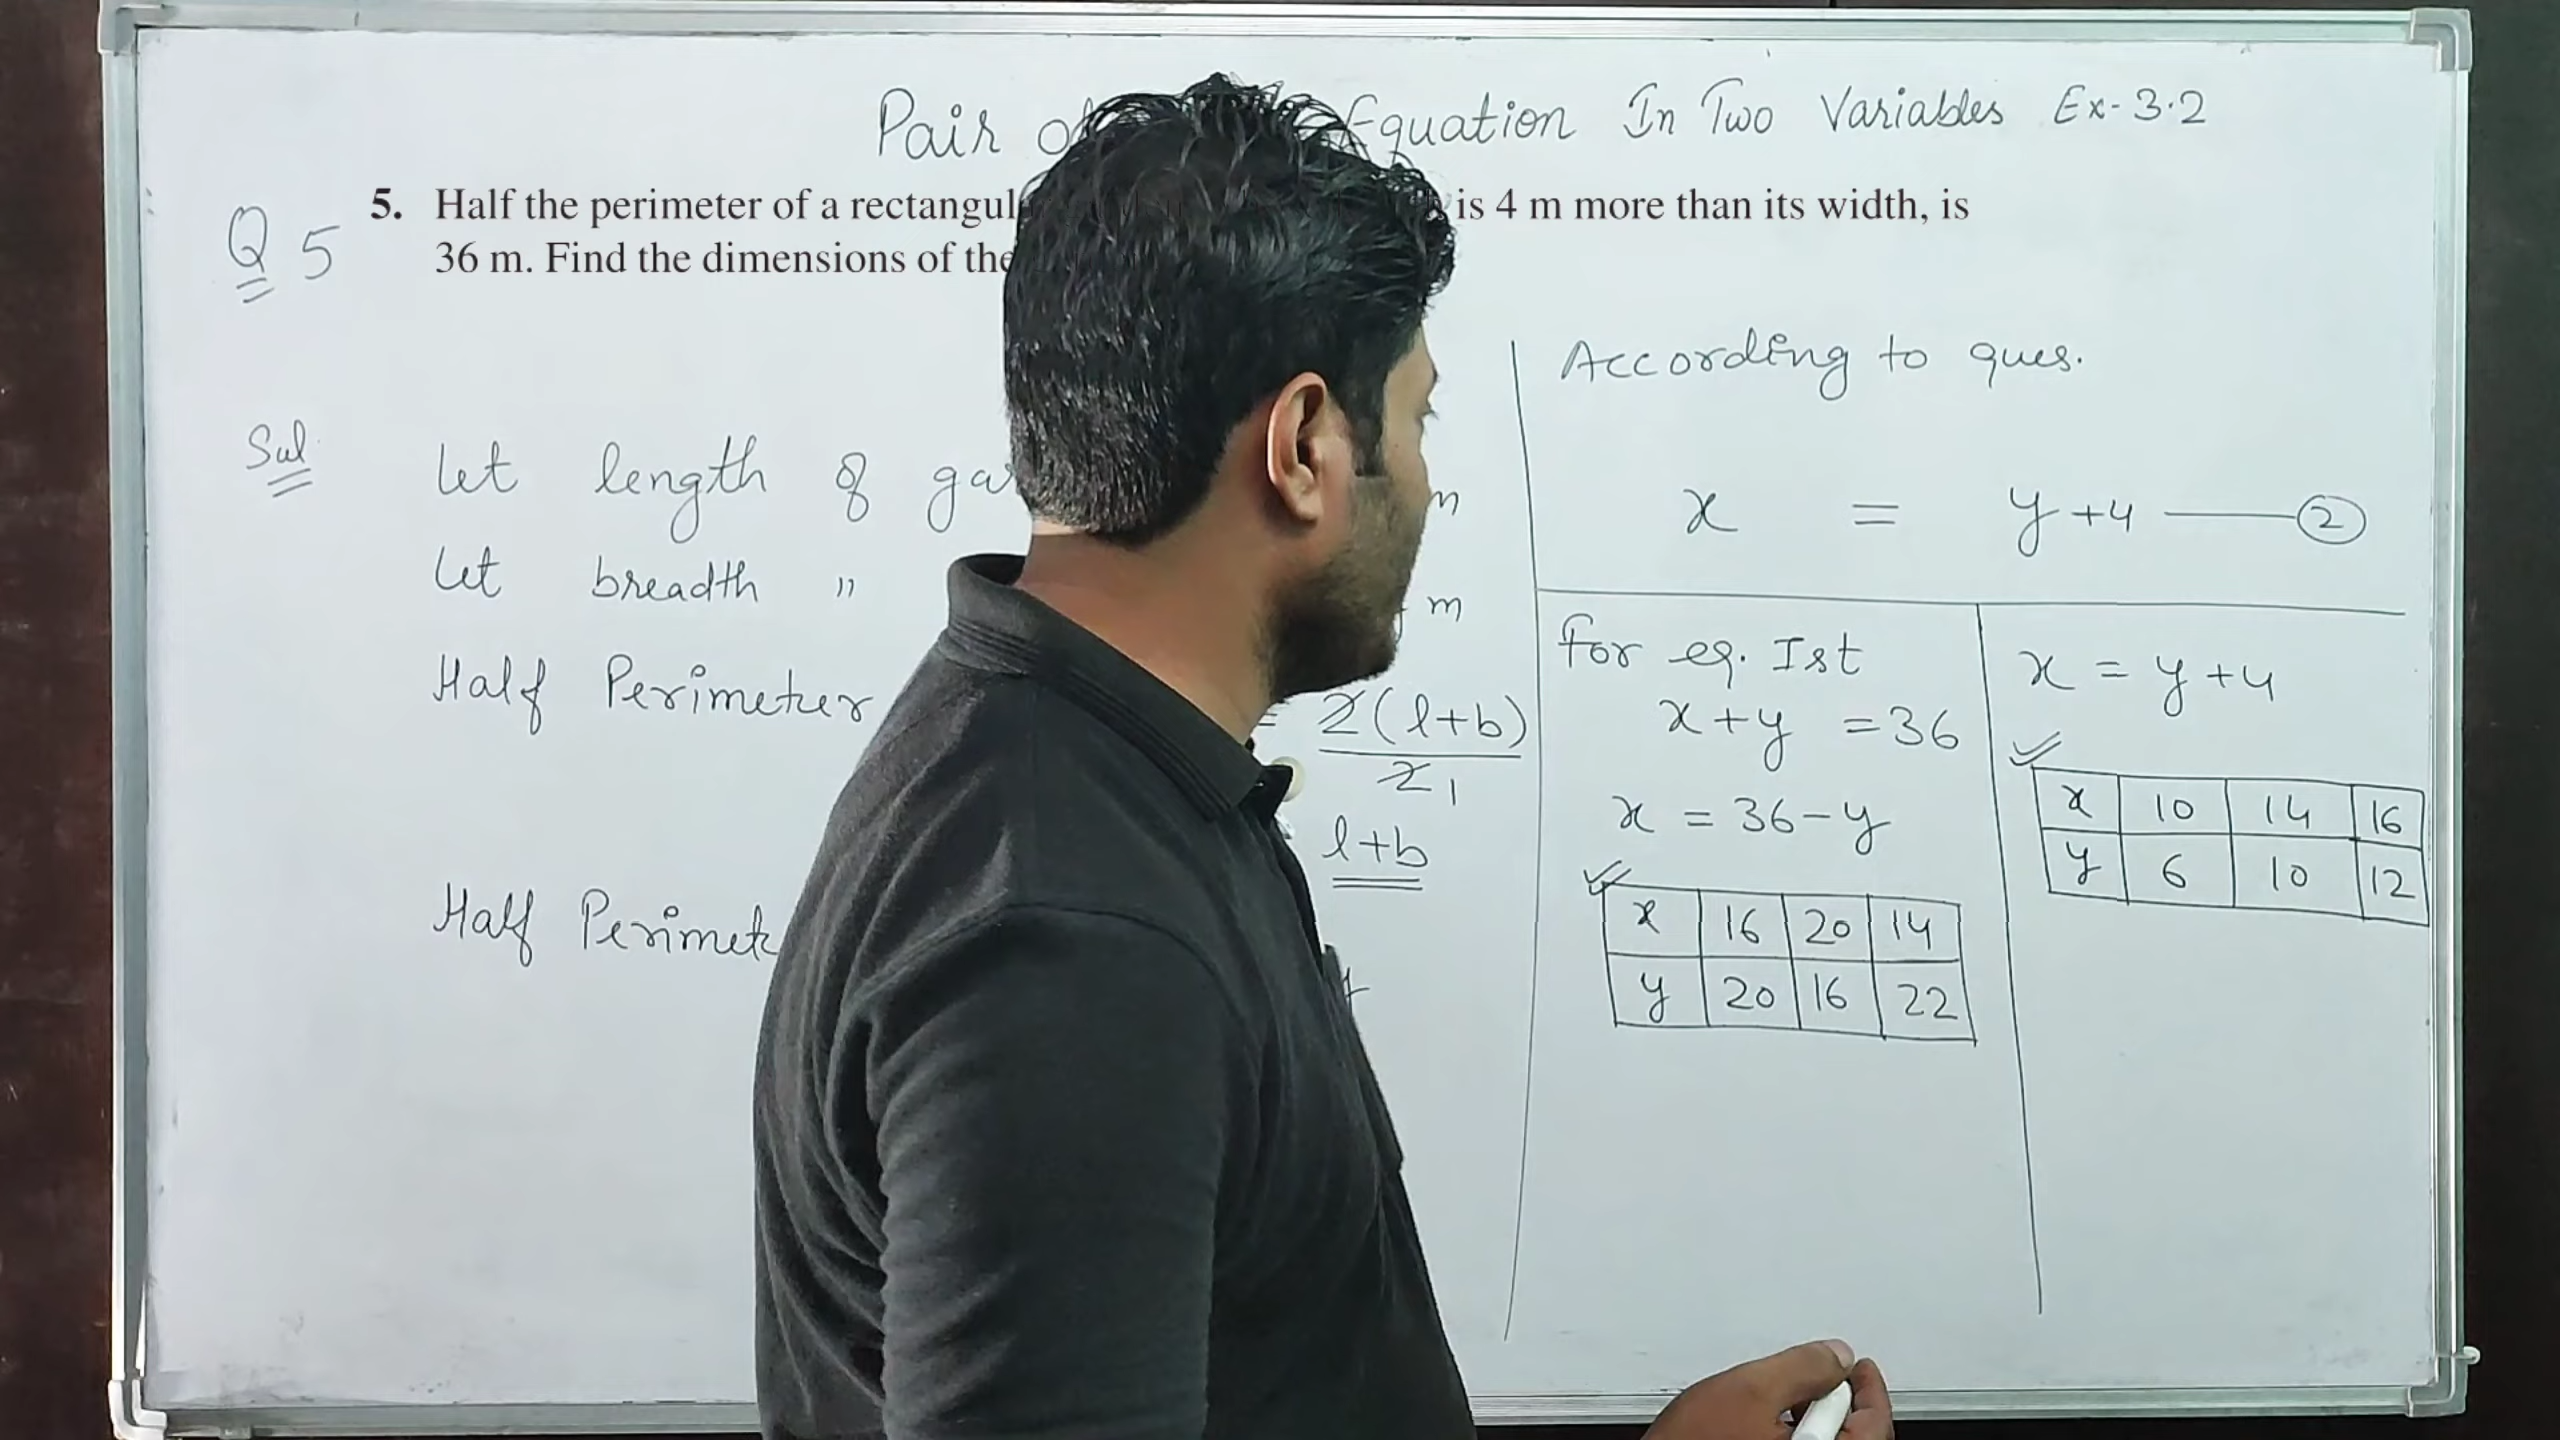 Pair of Equation In Two Variables Ex-3.2
Q 5
5. Half the perimeter of a is 4 m more than its width, is
36 m. Find the dimensions of the
Sol
Let length of m
Let breadth " m
Half Perimeter = 2(l+b)
2 1
l+b
Half
According to ques.
x = y+4 — 2
For eq. Ist
x+y = 36
x = 36-y
x 16 20 14
y 20 16 22
x = y+4
x 10 14 16
y 6 10 12